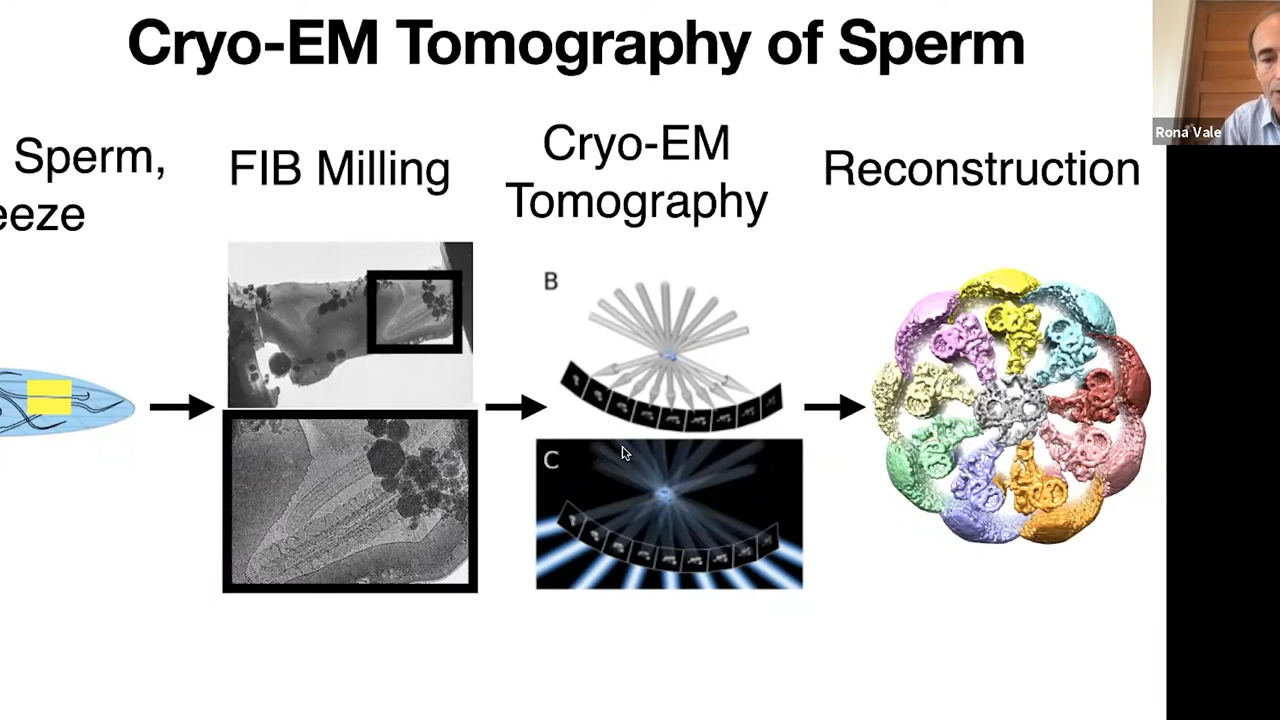 Cryo-EM Tomography of Sperm
Sperm,
eeze
FIB Milling
Cryo-EM
Tomography
Reconstruction
B
C
Rona Vale